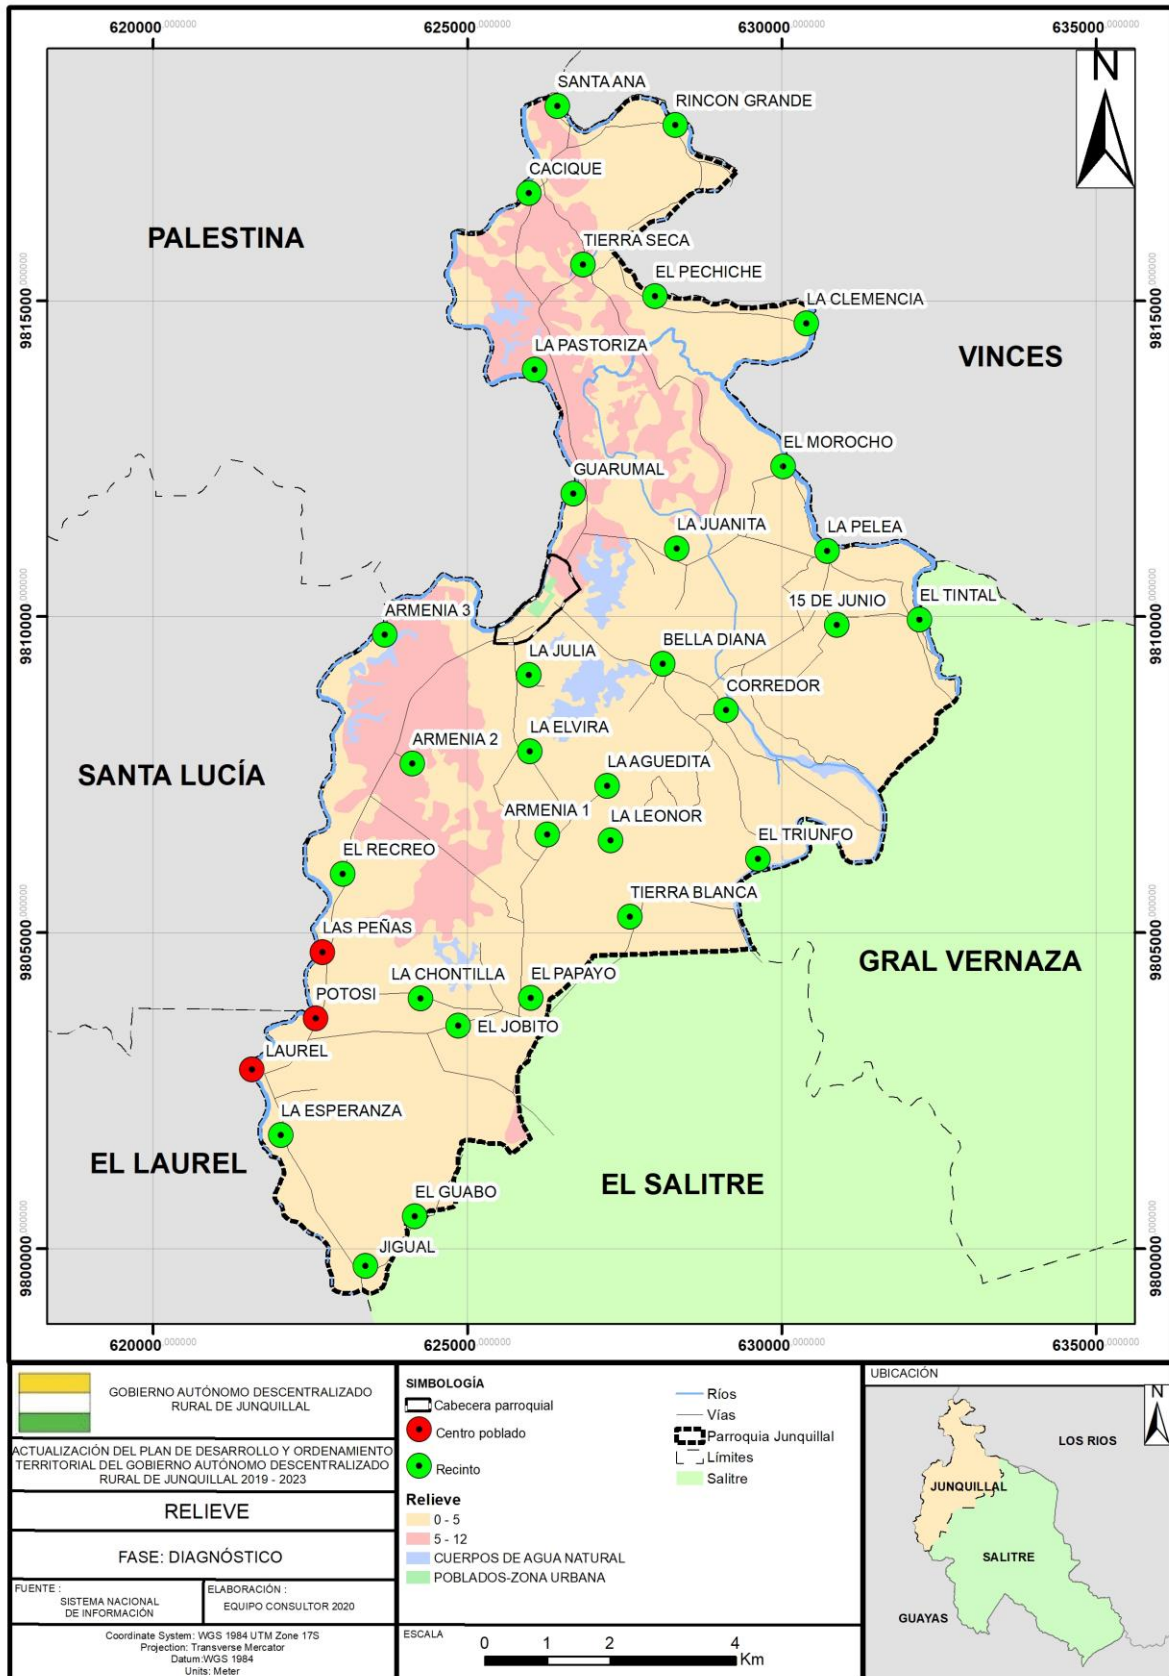 620000.000000
625000.000000
630000.000000
635000.000000
N
SANTA ANA
RINCON GRANDE
CACIQUE
PALESTINA
TIERRA SECA
EL PECHICHE
9815000.000000
LA CLEMENCIA
9815000.000000
LA PASTORIZA
VINCES
EL MOROCHO
GUARUMAL
LA JUANITA
LA PELEA
9810000.000000
ARMENIA 3
15 DE JUNIO
EL TINTAL
9810000.000000
BELLA DIANA
LA JULIA
CORREDOR
LA ELVIRA
ARMENIA 2
LA AGUEDITA
SANTA LUCÍA
ARMENIA 1
LA LEONOR
EL TRIUNFO
EL RECREO
TIERRA BLANCA
LAS PEÑAS
9805000.000000
9805000.000000
GRAL VERNAZA
LA CHONTILLA
EL PAPAYO
POTOSI
EL JOBITO
LAUREL
LA ESPERANZA
EL LAUREL
EL SALITRE
EL GUABO
JIGUAL
9800000.000000
9800000.000000
620000.000000
625000.000000
630000.000000
635000.000000
GOBIERNO AUTÓNOMO DESCENTRALIZADO
RURAL DE JUNQUILLAL
ACTUALIZACIÓN DEL PLAN DE DESARROLLO Y ORDENAMIENTO
TERRITORIAL DEL GOBIERNO AUTÓNOMO DESCENTRALIZADO
RURAL DE JUNQUILLAL 2019 - 2023
RELIEVE
FASE: DIAGNÓSTICO
FUENTE :
SISTEMA NACIONAL
DE INFORMACIÓN
ELABORACIÓN :
EQUIPO CONSULTOR 2020
Coordinate System: WGS 1984 UTM Zone 17S
Projection: Transverse Mercator
Datum:WGS 1984
Units: Meter
SIMBOLOGÍA
Cabecera parroquial
Centro poblado
Recinto
Relieve
0 - 5
5 - 12
CUERPOS DE AGUA NATURAL
POBLADOS-ZONA URBANA
Ríos
Vías
Parroquia Junquillal
Límites
Salitre
ESCALA
0 1 2 4
Km
UBICACIÓN
N
LOS RIOS
JUNQUILLAL
SALITRE
GUAYAS